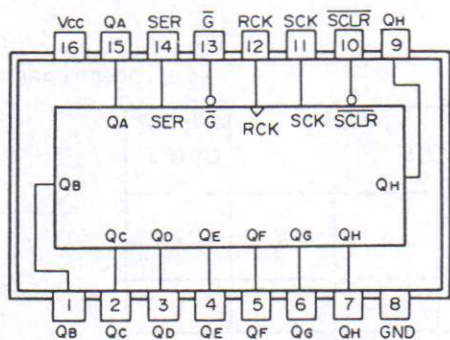 Vcc QA SER G̅ RCK SCK S̅C̅L̅R̅ QH
16 15 14 13 12 11 10 9
QA SER G̅ RCK SCK S̅C̅L̅R̅
QB QH
QC QD QE QF QG QH
1 2 3 4 5 6 7 8
QB QC QD QE QF QG QH GND